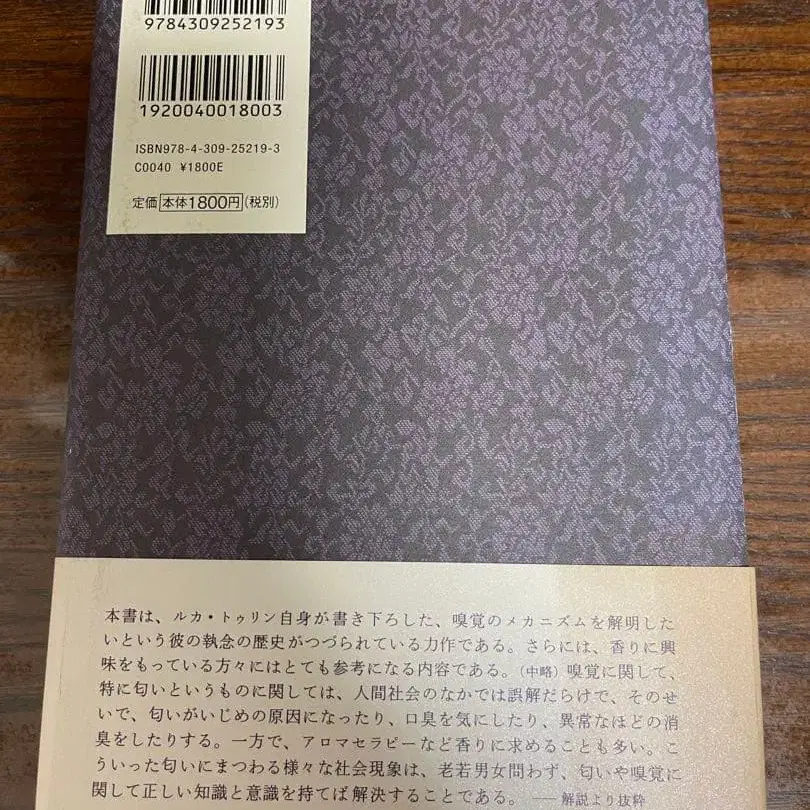 9784309252193
1920040018003
ISBN978-4-309-25219-3
C0040 ¥1800E
定価 本体1800円(税別)
本書は、ルカ・トゥリン自身が書き下ろした、嗅覚のメカニズムを解明した
いという彼の執念の歴史がつづられている力作である。さらには、香りに興
味をもっている方々にはとても参考になる内容である。(中略)嗅覚に関して、
特に匂いというものに関しては、人間社会のなかでは誤解だらけで、そのせ
いで、匂いがいじめの原因になったり、口臭を気にしたり、異常なほどの消
臭をしたりする。一方で、アロマセラピーなど香りに求めることも多い。こ
ういった匂いにまつわる様々な社会現象は、老若男女問わず、匂いや嗅覚に
関して正しい知識と意識を持てば解決することである。——解説より抜粋